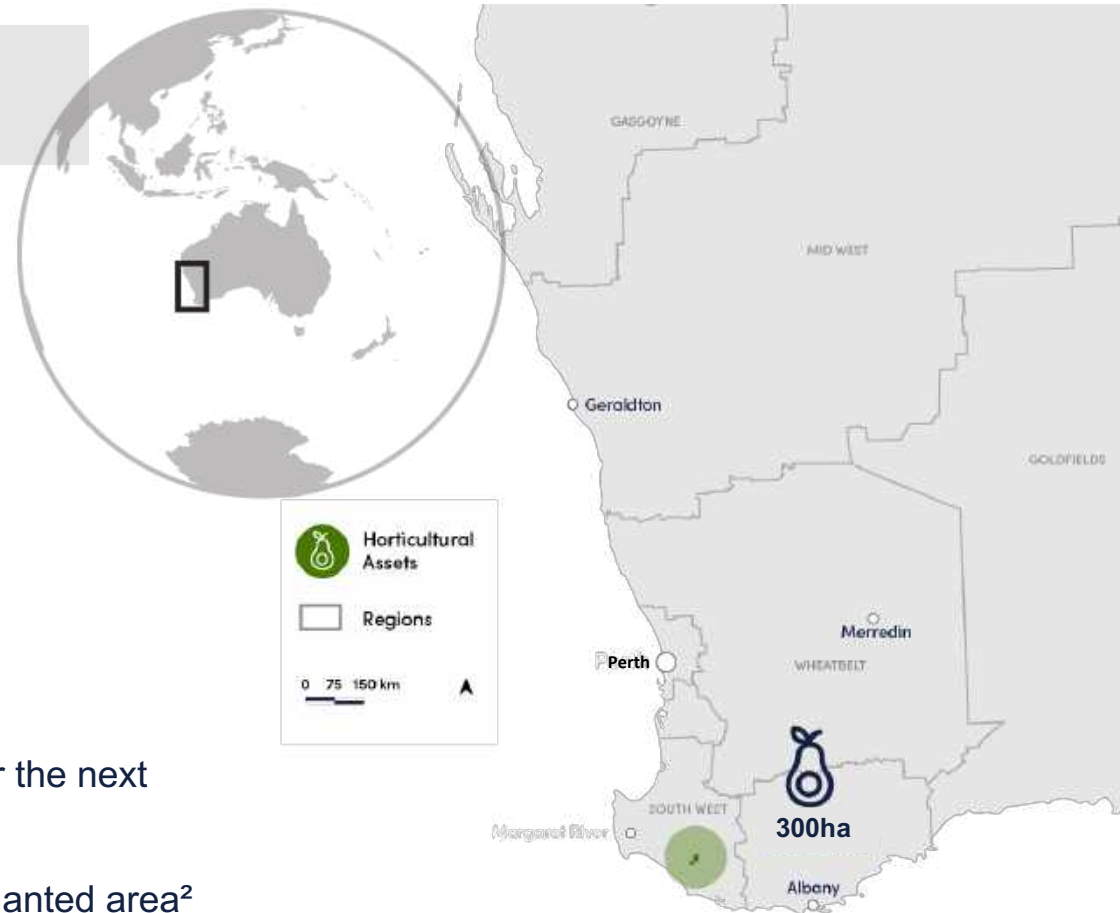 GASGOYNE
MID WEST
Geraldton
GOLDFIELDS
Horticultural
Assets
Regions
0 75 150 km
Merredin
Perth
WHEATBELT
r the next
SOUTH WEST
300ha
Margaret River
Albany
anted area²